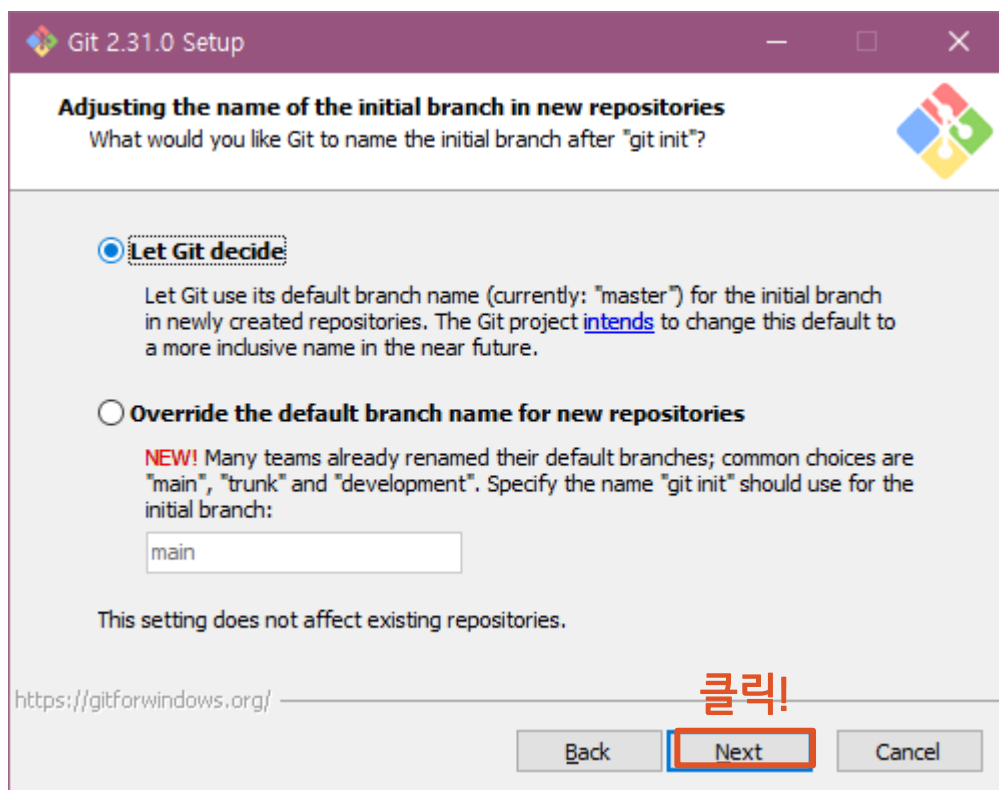 Git 2.31.0 Setup
Adjusting the name of the initial branch in new repositories
What would you like Git to name the initial branch after "git init"?
Let Git decide
Let Git use its default branch name (currently: "master") for the initial branch
in newly created repositories. The Git project intends to change this default to
a more inclusive name in the near future.
Override the default branch name for new repositories
NEW! Many teams already renamed their default branches; common choices are
"main", "trunk" and "development". Specify the name "git init" should use for the
initial branch:
main
This setting does not affect existing repositories.
https://gitforwindows.org/
클릭!
Back Next Cancel